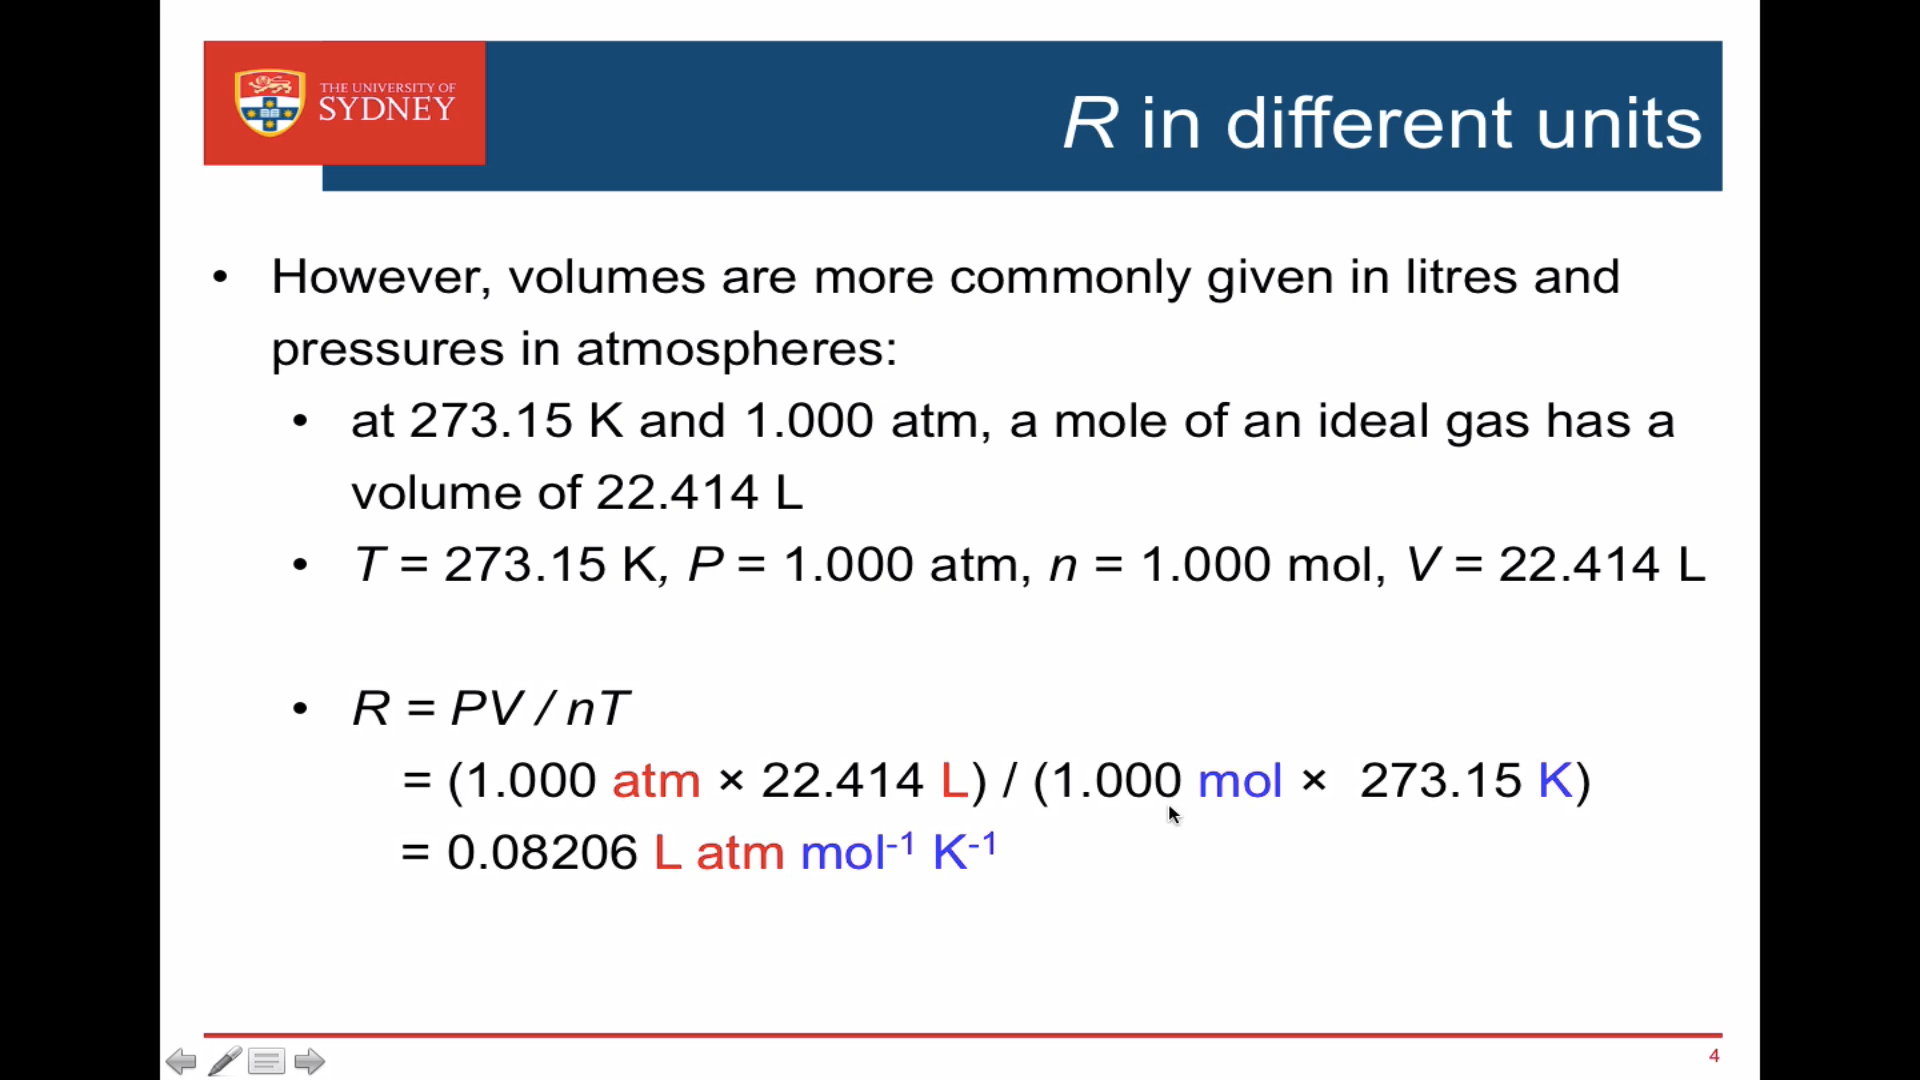 THE UNIVERSITY OF
SYDNEY
R in different units
• However, volumes are more commonly given in litres and
pressures in atmospheres:
• at 273.15 K and 1.000 atm, a mole of an ideal gas has a
volume of 22.414 L
• T = 273.15 K, P = 1.000 atm, n = 1.000 mol, V = 22.414 L
• R = PV / nT
= (1.000 atm × 22.414 L) / (1.000 mol × 273.15 K)
= 0.08206 L atm mol⁻¹ K⁻¹
4